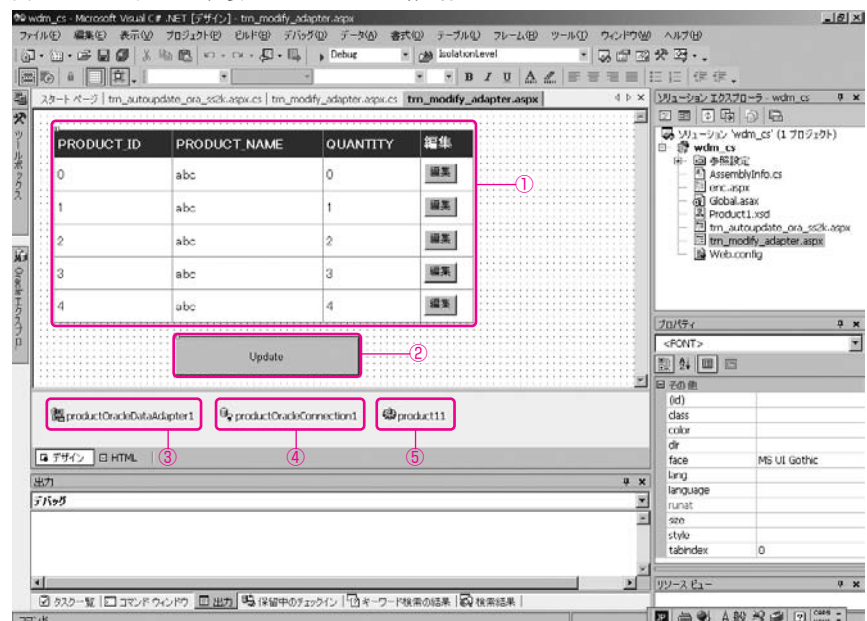 wdm_cs - Microsoft Visual C# .NET [デザイン] - trn_modify_adapter.aspx
ファイル(F) 編集(E) 表示(V) プロジェクト(P) ビルド(B) デバッグ(D) データ(A) 書式(O) テーブル(L) フレーム(R) ツール(T) ウィンドウ(W) ヘルプ(H)
Debug IsolationLevel
B I U A
スタート ページ trn_autoupdate_ora_ss2k.aspx.cs trn_modify_adapter.aspx.cs trn_modify_adapter.aspx
ツールボックス
PRODUCT_ID PRODUCT_NAME QUANTITY 編集
0 abc 0 編集
1 abc 1 編集
2 abc 2 編集
3 abc 3 編集
4 abc 4 編集
①
Update
②
productOracleDataAdapter1 productOracleConnection1 product11
③ ④ ⑤
デザイン HTML
出力
デバッグ
タスク一覧 コマンド ウィンドウ 出力 保留中のチェックイン キーワード検索の結果 検索結果
ソリューション エクスプローラ - wdm_cs
ソリューション 'wdm_cs' (1 プロジェクト)
wdm_cs
参照設定
AssemblyInfo.cs
enc.aspx
Global.asax
Product1.xsd
trn_autoupdate_ora_ss2k.aspx
trn_modify_adapter.aspx
Web.config
プロパティ
<FONT>
その他
(id)
class
color
dir
face MS UI Gothic
lang
language
runat
size
style
tabindex 0
リソース ビュー
A 般
CAPS